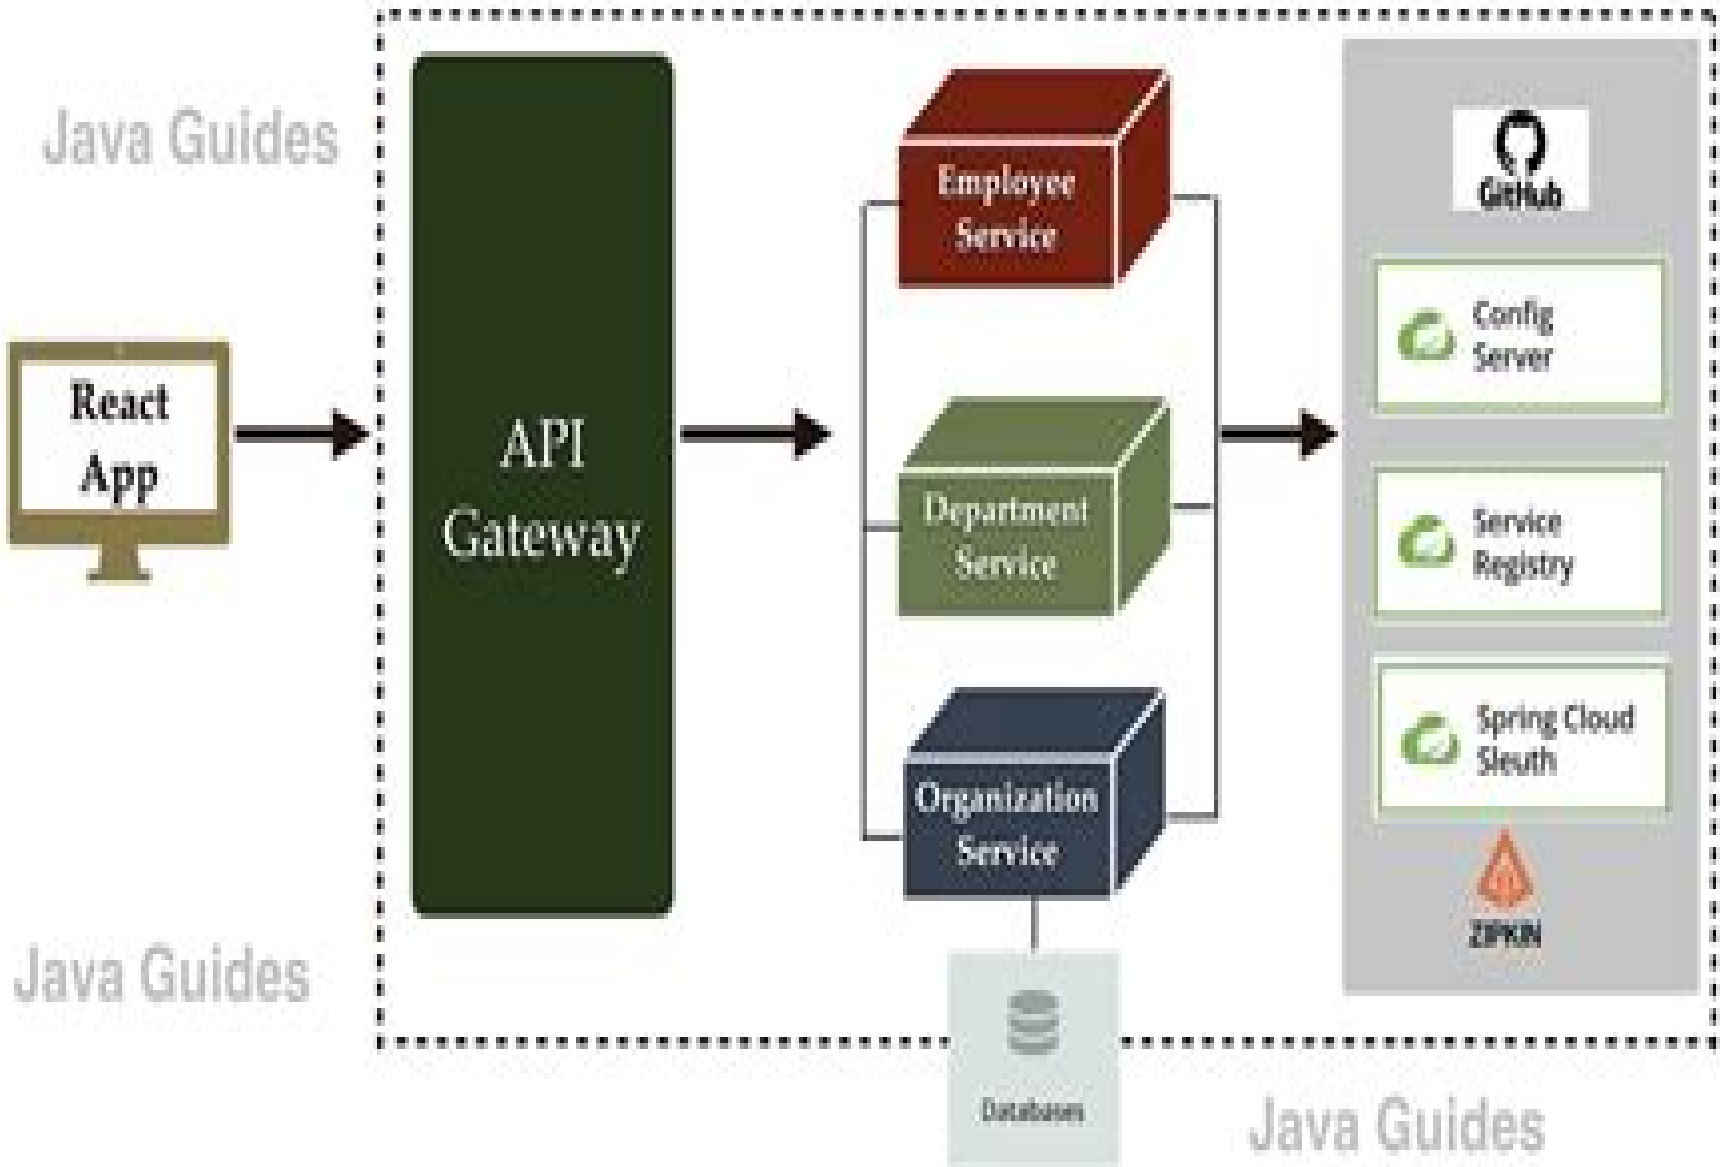 Java Guides
React
App
API
Gateway
Employee
Service
Department
Service
Organization
Service
Databases
GitHub
Config
Server
Service
Registry
Spring Cloud
Sleuth
ZIPKIN
Java Guides
Java Guides